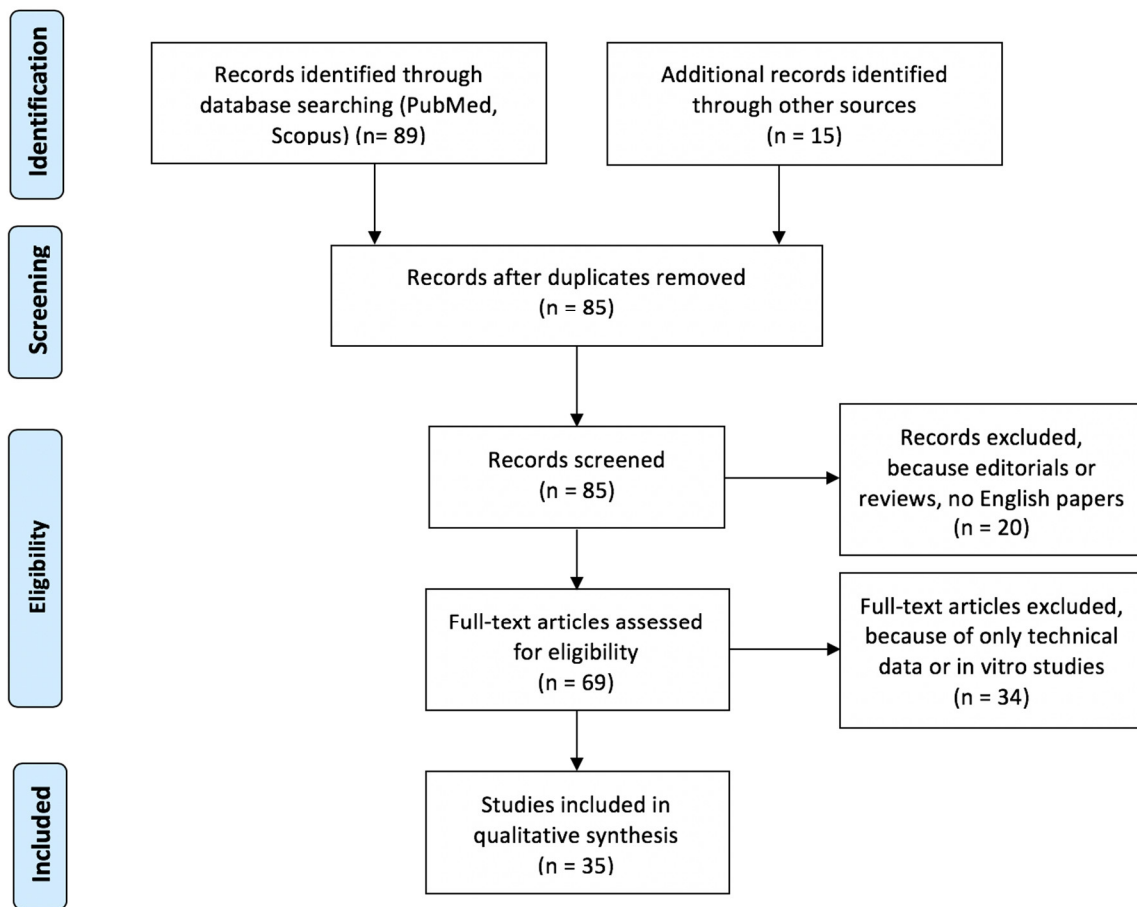 Identification
Records identified through
database searching (PubMed,
Scopus) (n= 89)
Additional records identified
through other sources
(n = 15)
Screening
Records after duplicates removed
(n = 85)
Eligibility
Records screened
(n = 85)
Records excluded,
because editorials or
reviews, no English papers
(n = 20)
Full-text articles assessed
for eligibility
(n = 69)
Full-text articles excluded,
because of only technical
data or in vitro studies
(n = 34)
Included
Studies included in
qualitative synthesis
(n = 35)